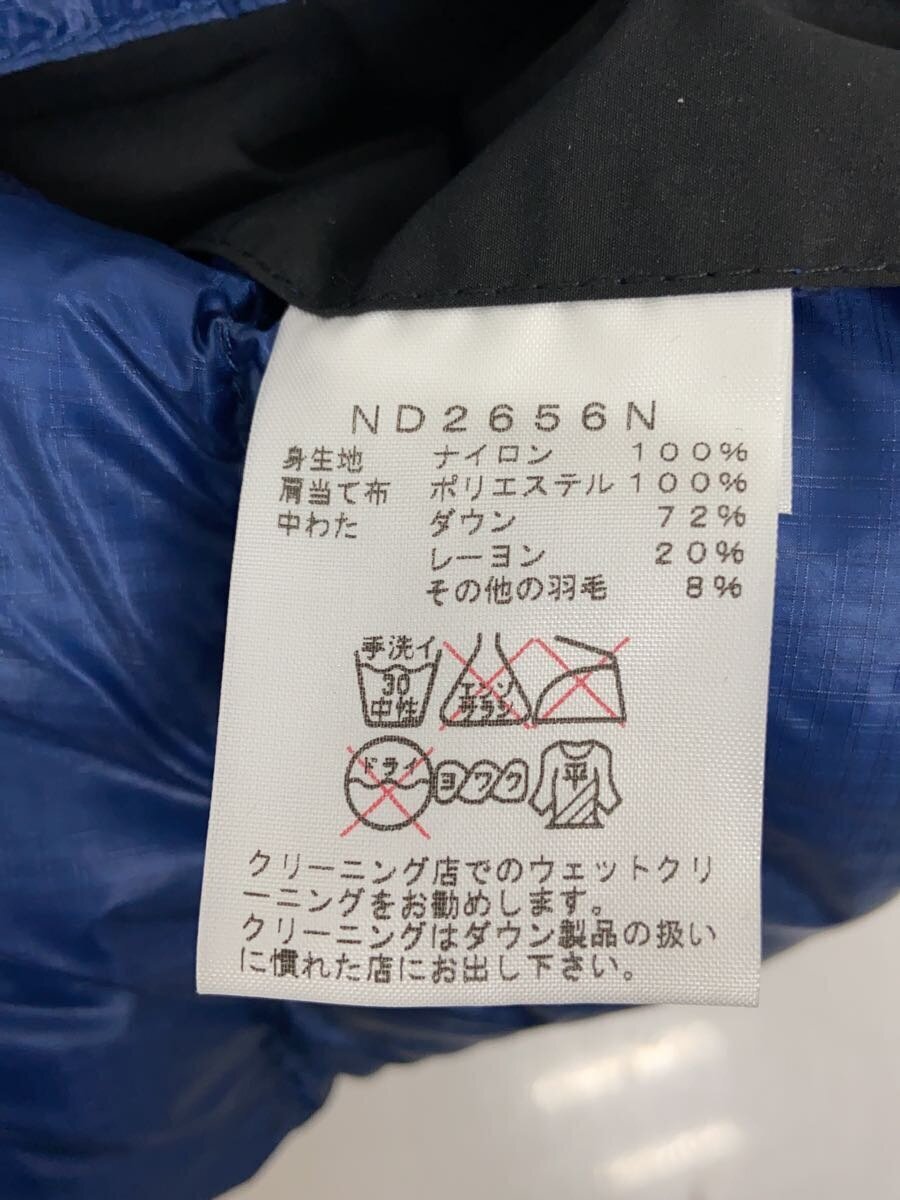 ND2656N
身生地 ナイロン 100%
肩当て布 ポリエステル 100%
中わた ダウン 72%
レーヨン 20%
その他の羽毛 8%
手洗イ
30
中性
エンソ
サラシ
ドライ
ヨワク
平
クリーニング店でのウェットクリ
ーニングをお勧めします。
クリーニングはダウン製品の扱い
に慣れた店にお出し下さい。